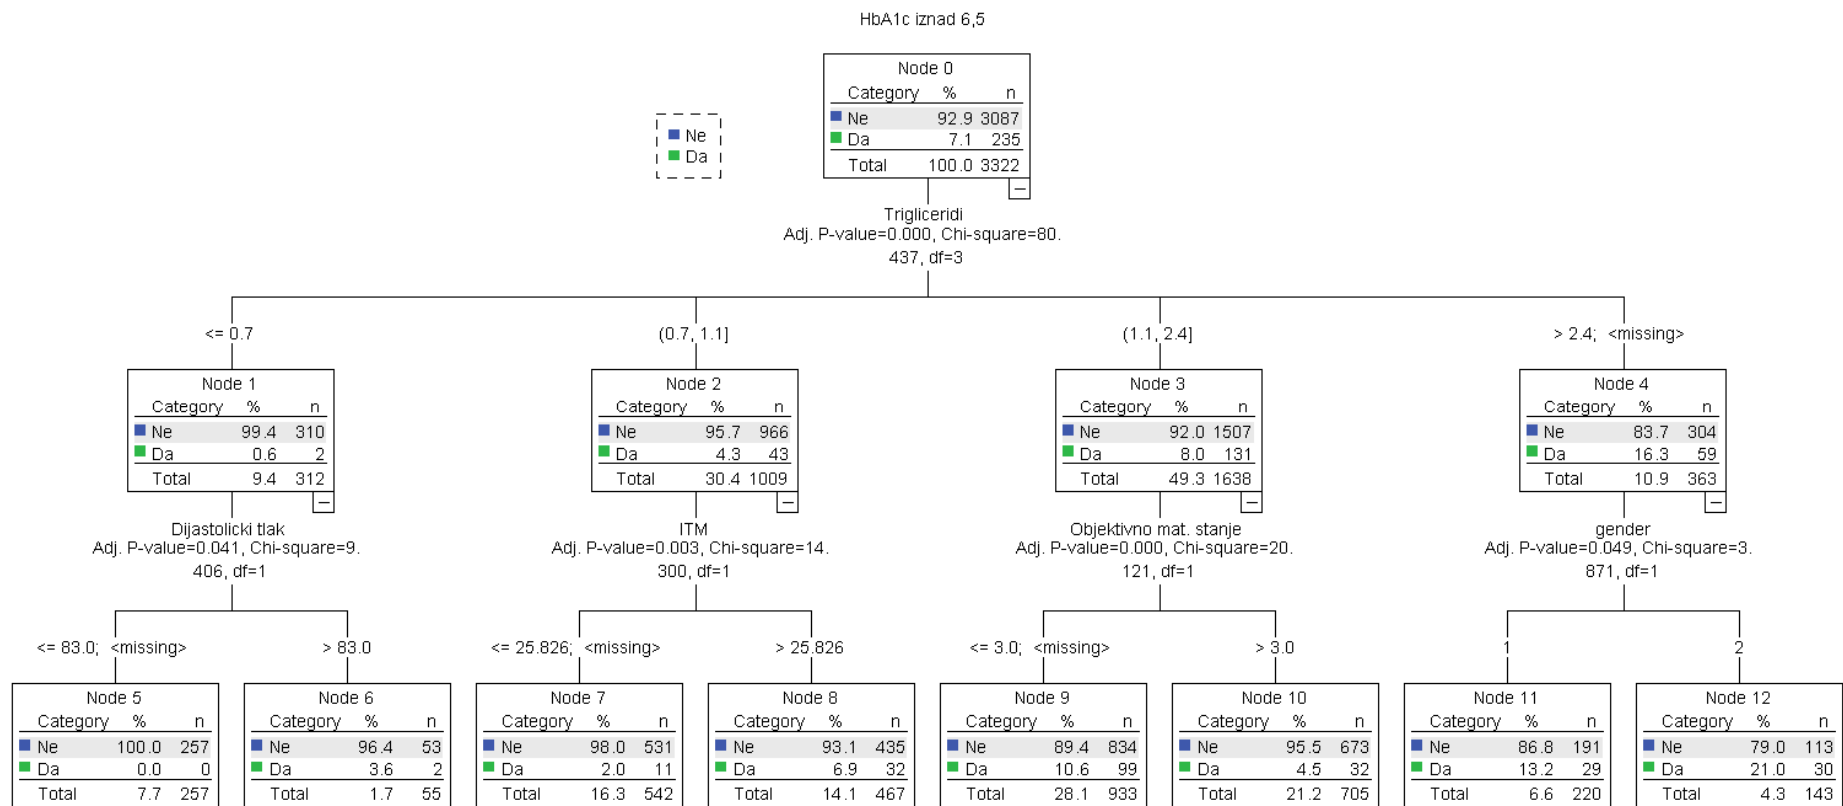 HbA1c iznad 6,5
Node 0
Category % n
Ne 92.9 3087
Da 7.1 235
Total 100.0 3322
Ne
Da
Trigliceridi
Adj. P-value=0.000, Chi-square=80.
437, df=3
<= 0.7
(0.7, 1.1]
(1.1, 2.4]
> 2.4; <missing>
Node 1
Category % n
Ne 99.4 310
Da 0.6 2
Total 9.4 312
Node 2
Category % n
Ne 95.7 966
Da 4.3 43
Total 30.4 1009
Node 3
Category % n
Ne 92.0 1507
Da 8.0 131
Total 49.3 1638
Node 4
Category % n
Ne 83.7 304
Da 16.3 59
Total 10.9 363
Dijastolicki tlak
Adj. P-value=0.041, Chi-square=9.
406, df=1
ITM
Adj. P-value=0.003, Chi-square=14.
300, df=1
Objektivno mat. stanje
Adj. P-value=0.000, Chi-square=20.
121, df=1
gender
Adj. P-value=0.049, Chi-square=3.
871, df=1
<= 83.0; <missing>
> 83.0
<= 25.826; <missing>
> 25.826
<= 3.0; <missing>
> 3.0
1
2
Node 5
Category % n
Ne 100.0 257
Da 0.0 0
Total 7.7 257
Node 6
Category % n
Ne 96.4 53
Da 3.6 2
Total 1.7 55
Node 7
Category % n
Ne 98.0 531
Da 2.0 11
Total 16.3 542
Node 8
Category % n
Ne 93.1 435
Da 6.9 32
Total 14.1 467
Node 9
Category % n
Ne 89.4 834
Da 10.6 99
Total 28.1 933
Node 10
Category % n
Ne 95.5 673
Da 4.5 32
Total 21.2 705
Node 11
Category % n
Ne 86.8 191
Da 13.2 29
Total 6.6 220
Node 12
Category % n
Ne 79.0 113
Da 21.0 30
Total 4.3 143